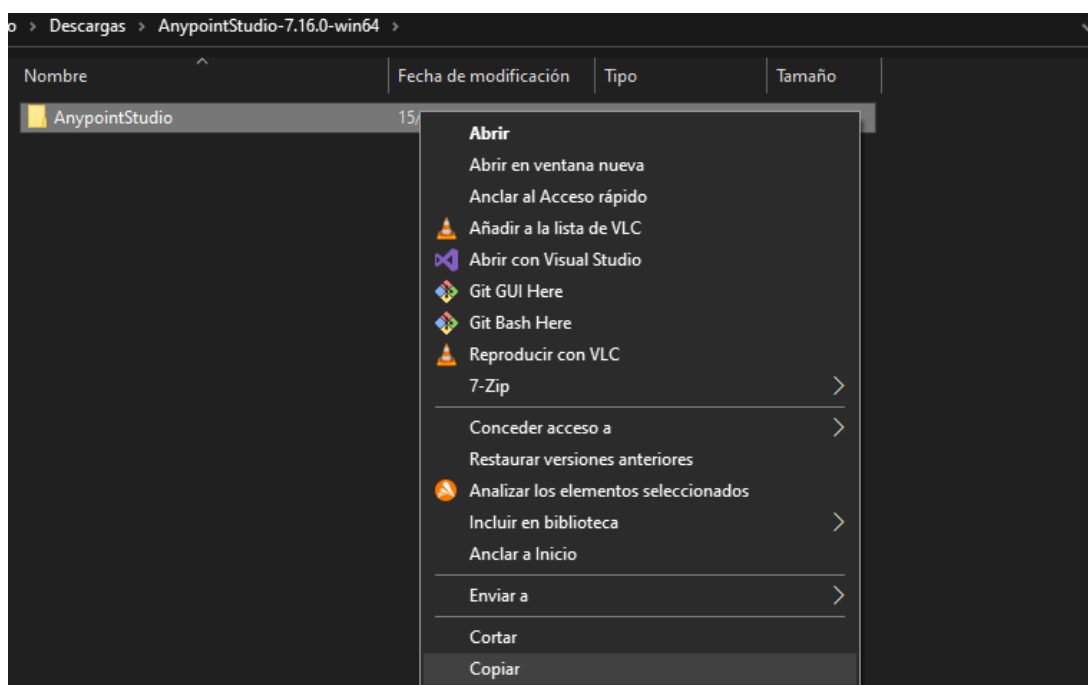 o > Descargas > AnypointStudio-7.16.0-win64 >
Nombre Fecha de modificación Tipo Tamaño
AnypointStudio 15/
Abrir
Abrir en ventana nueva
Anclar al Acceso rápido
Añadir a la lista de VLC
Abrir con Visual Studio
Git GUI Here
Git Bash Here
Reproducir con VLC
7-Zip
Conceder acceso a
Restaurar versiones anteriores
Analizar los elementos seleccionados
Incluir en biblioteca
Anclar a Inicio
Enviar a
Cortar
Copiar